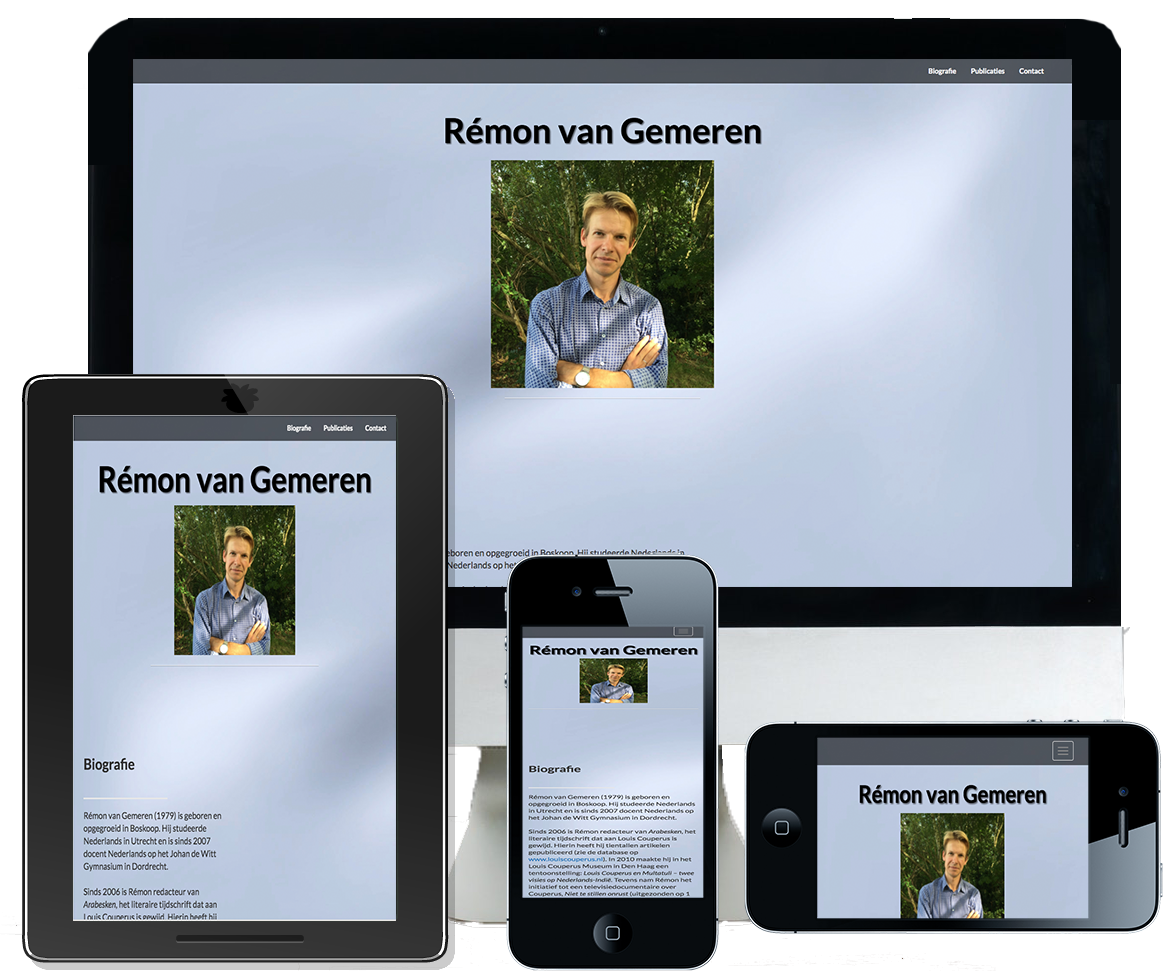 Biografie Publicaties Contact
Rémon van Gemeren
eboren en opgegroeid in Boskoop. Hij studeerde Nederlands in
Nederlands op het
Biografie Publicaties Contact
Rémon van Gemeren
Biografie
Rémon van Gemeren (1979) is geboren en
opgegroeid in Boskoop. Hij studeerde
Nederlands in Utrecht en is sinds 2007
docent Nederlands op het Johan de Witt
Gymnasium in Dordrecht.
Sinds 2006 is Rémon redacteur van
Arabesken, het literaire tijdschrift dat aan
Louis Couperus is gewijd. Hierin heeft hij
Rémon van Gemeren
Biografie
Rémon van Gemeren (1979) is geboren en
opgegroeid in Boskoop. Hij studeerde Nederlands
in Utrecht en is sinds 2007 docent Nederlands op
het Johan de Witt Gymnasium in Dordrecht.
Sinds 2006 is Rémon redacteur van Arabesken, het
literaire tijdschrift dat aan Louis Couperus is
gewijd. Hierin heeft hij tientallen artikelen
gepubliceerd (zie de database op
www.louiscouperus.nl). In 2010 maakte hij in het
Louis Couperus Museum in Den Haag een
tentoonstelling: Louis Couperus en Multatuli – twee
visies op Nederlands-Indië. Tevens nam Rémon het
initiatief tot een televisiedocumentaire over
Couperus, Niet te stillen onrust (uitgezonden op 1
Rémon van Gemeren